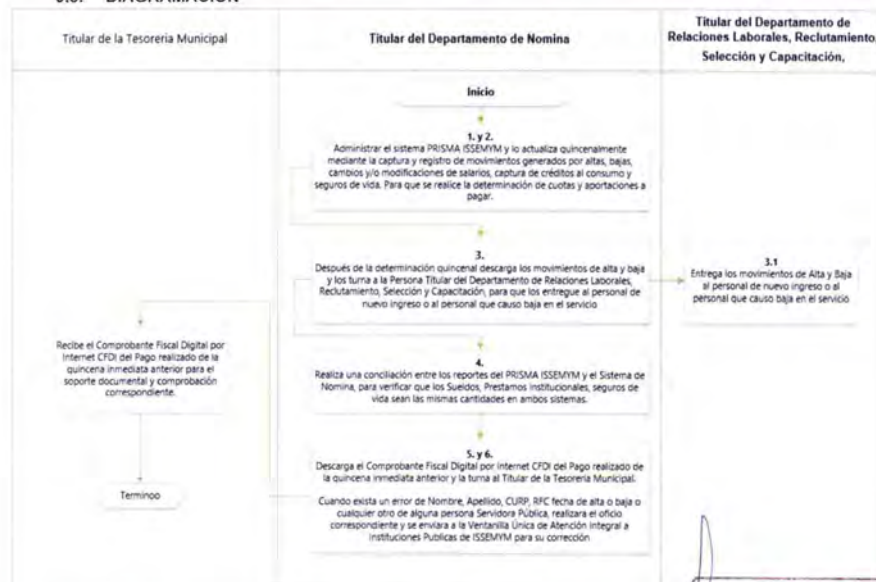 DIAGRAMACIÓN
Titular de la Tesoreria Municipal
Titular del Departamento de Nomina
Titular del Departamento de
Relaciones Laborales, Reclutamiento,
Selección y Capacitación,
Inicio
1. y 2.
Administrar el sistema PRISMA ISSEMYM y lo actualiza quincenalmente
mediante la captura y registro de movimientos generados por altas, bajas,
cambios y/o modificaciones de salarios, captura de créditos al consumo y
seguros de vida. Para que se realice la determinación de cuotas y aportaciones a
pagar.
3.
Después de la determinación quincenal descarga los movimientos de alta y baja
y los turna a la Persona Titular del Departamento de Relaciones Laborales,
Reclutamiento, Selección y Capacitación, para que los entregue al personal de
nuevo ingreso o al personal que causo baja en el servicio
3.1
Entrega los movimientos de Alta y Baja
al personal de nuevo ingreso o al
personal que causo baja en el servicio
Recibe el Comprobante Fiscal Digital por
Internet CFDI del Pago realizado de la
quincena inmediata anterior para el
soporte documental y comprobación
correspondiente.
4.
Realiza una conciliación entre los reportes del PRISMA ISSEMYM y el Sistema de
Nomina, para verificar que los Sueldos, Prestamos Institucionales, seguros de
vida sean las mismas cantidades en ambos sistemas.
5. y 6.
Descarga el Comprobante Fiscal Digital por Internet CFDI del Pago realizado de
la quincena inmediata anterior y la turna al Titular de la Tesoreria Municipal.
Cuando exista un error de Nombre, Apellido, CURP, RFC fecha de alta o baja o
cualquier otro de alguna persona Servidora Pública, realizara el oficio
correspondiente y se enviara a la Ventanilla Única de Atención Integral a
Instituciones Publicas de ISSEMYM para su corrección
Terminoo